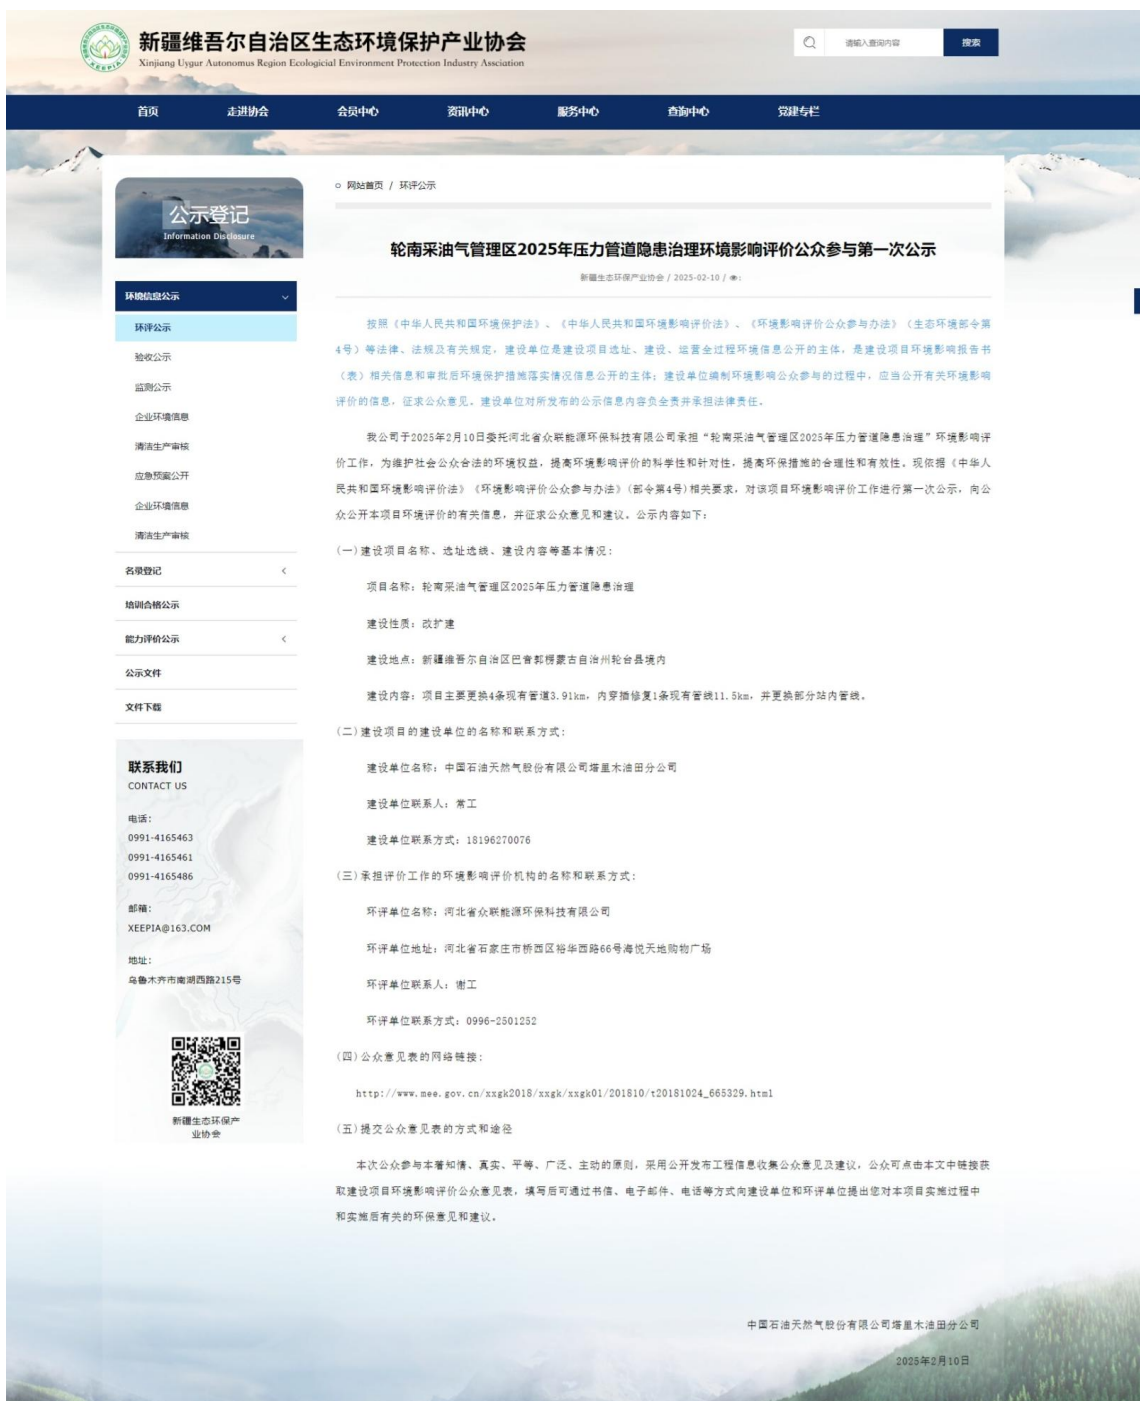 新疆维吾尔自治区生态环境保护产业协会
Xinjiang Uygur Autonomus Region Ecologicial Environment Protection Industry Assciation
XEEPIA
请输入查询内容
搜索
首页 走进协会 会员中心 资讯中心 服务中心 查询中心 党建专栏
公示登记
Information Disclosure
环境信息公示
环评公示
验收公示
监测公示
企业环境信息
清洁生产审核
应急预案公开
企业环境信息
清洁生产审核
名录登记
培训合格公示
能力评价公示
公示文件
文件下载
联系我们
CONTACT US
电话：
0991-4165463
0991-4165461
0991-4165486
邮箱：
XEEPIA@163.COM
地址：
乌鲁木齐市南湖西路215号
新疆生态环保产
业协会
网站首页 / 环评公示
轮南采油气管理区2025年压力管道隐患治理环境影响评价公众参与第一次公示
新疆生态环保产业协会 / 2025-02-10 /
按照《中华人民共和国环境保护法》、《中华人民共和国环境影响评价法》、《环境影响评价公众参与办法》（生态环境部令第
4号）等法律、法规及有关规定，建设单位是建设项目选址、建设、运营全过程环境信息公开的主体，是建设项目环境影响报告书
（表）相关信息和审批后环境保护措施落实情况信息公开的主体；建设单位编制环境影响公众参与的过程中，应当公开有关环境影响
评价的信息，征求公众意见。建设单位对所发布的公示信息内容负全责并承担法律责任。
我公司于2025年2月10日委托河北省众联能源环保科技有限公司承担“轮南采油气管理区2025年压力管道隐患治理”环境影响评
价工作，为维护社会公众合法的环境权益，提高环境影响评价的科学性和针对性，提高环保措施的合理性和有效性。现依据《中华人
民共和国环境影响评价法》《环境影响评价公众参与办法》(部令第4号)相关要求，对该项目环境影响评价工作进行第一次公示，向公
众公开本项目环境评价的有关信息，并征求公众意见和建议。公示内容如下：
(一)建设项目名称、选址选线、建设内容等基本情况：
项目名称：轮南采油气管理区2025年压力管道隐患治理
建设性质：改扩建
建设地点：新疆维吾尔自治区巴音郭楞蒙古自治州轮台县境内
建设内容：项目主要更换4条现有管道3.91km，内穿插修复1条现有管线11.5km，并更换部分站内管线。
(二)建设项目的建设单位的名称和联系方式：
建设单位名称：中国石油天然气股份有限公司塔里木油田分公司
建设单位联系人：常工
建设单位联系方式：18196270076
(三)承担评价工作的环境影响评价机构的名称和联系方式：
环评单位名称：河北省众联能源环保科技有限公司
环评单位地址：河北省石家庄市桥西区裕华西路66号海悦天地购物广场
环评单位联系人：谢工
环评单位联系方式：0996-2501252
(四)公众意见表的网络链接：
http://www.mee.gov.cn/xxgk2018/xxgk/xxgk01/201810/t20181024_665329.html
(五)提交公众意见表的方式和途径
本次公众参与本着知情、真实、平等、广泛、主动的原则，采用公开发布工程信息收集公众意见及建议，公众可点击本文中链接获
取建设项目环境影响评价公众意见表，填写后可通过书信、电子邮件、电话等方式向建设单位和环评单位提出您对本项目实施过程中
和实施后有关的环保意见和建议。
中国石油天然气股份有限公司塔里木油田分公司
2025年2月10日